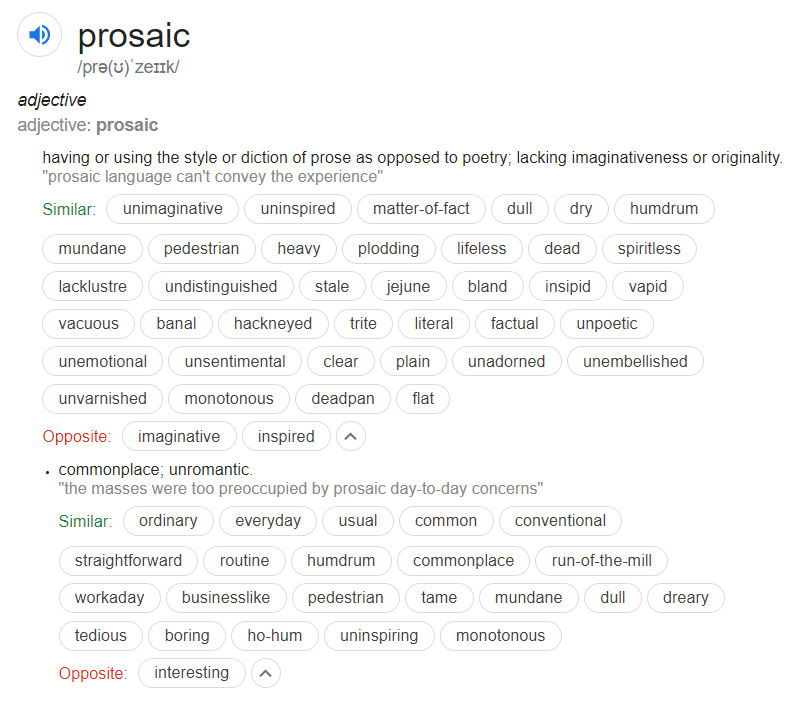 prosaic
/prə(ʊ)ˈzeɪɪk/
adjective
adjective: prosaic
having or using the style or diction of prose as opposed to poetry; lacking imaginativeness or originality.
"prosaic language can't convey the experience"
Similar: unimaginative uninspired matter-of-fact dull dry humdrum
mundane pedestrian heavy plodding lifeless dead spiritless
lacklustre undistinguished stale jejune bland insipid vapid
vacuous banal hackneyed trite literal factual unpoetic
unemotional unsentimental clear plain unadorned unembellished
unvarnished monotonous deadpan flat
Opposite: imaginative inspired
• commonplace; unromantic.
"the masses were too preoccupied by prosaic day-to-day concerns"
Similar: ordinary everyday usual common conventional
straightforward routine humdrum commonplace run-of-the-mill
workaday businesslike pedestrian tame mundane dull dreary
tedious boring ho-hum uninspiring monotonous
Opposite: interesting